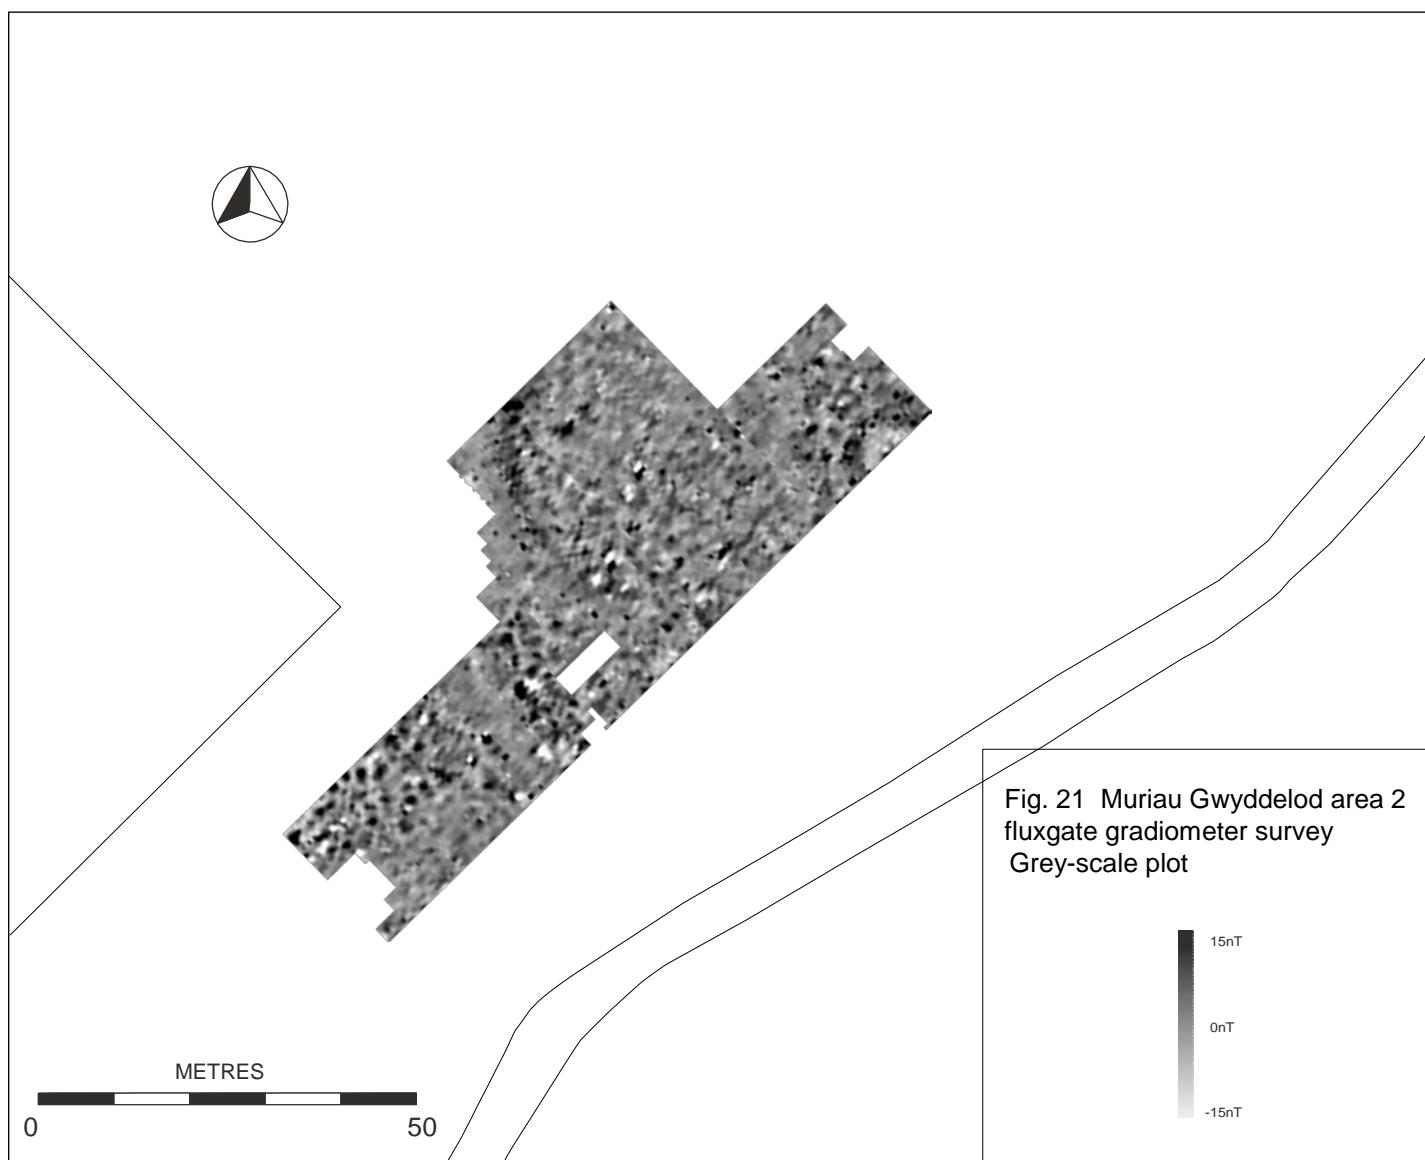 Fig. 21 Muriau Gwyddelod area 2
fluxgate gradiometer survey
Grey-scale plot
15nT
0nT
-15nT
METRES
0 50